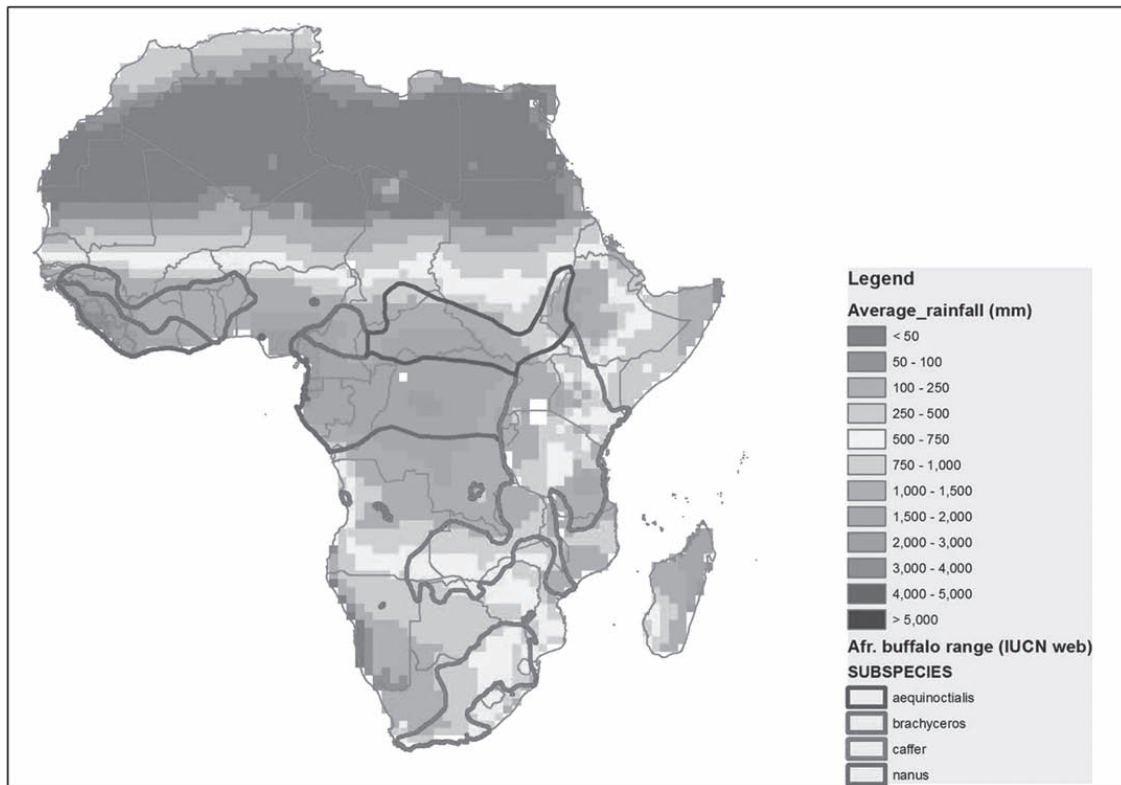 Legend
Average_rainfall (mm)
< 50
50 - 100
100 - 250
250 - 500
500 - 750
750 - 1,000
1,000 - 1,500
1,500 - 2,000
2,000 - 3,000
3,000 - 4,000
4,000 - 5,000
> 5,000
Afr. buffalo range (IUCN web)
SUBSPECIES
aequinoctialis
brachyceros
caffer
nanus